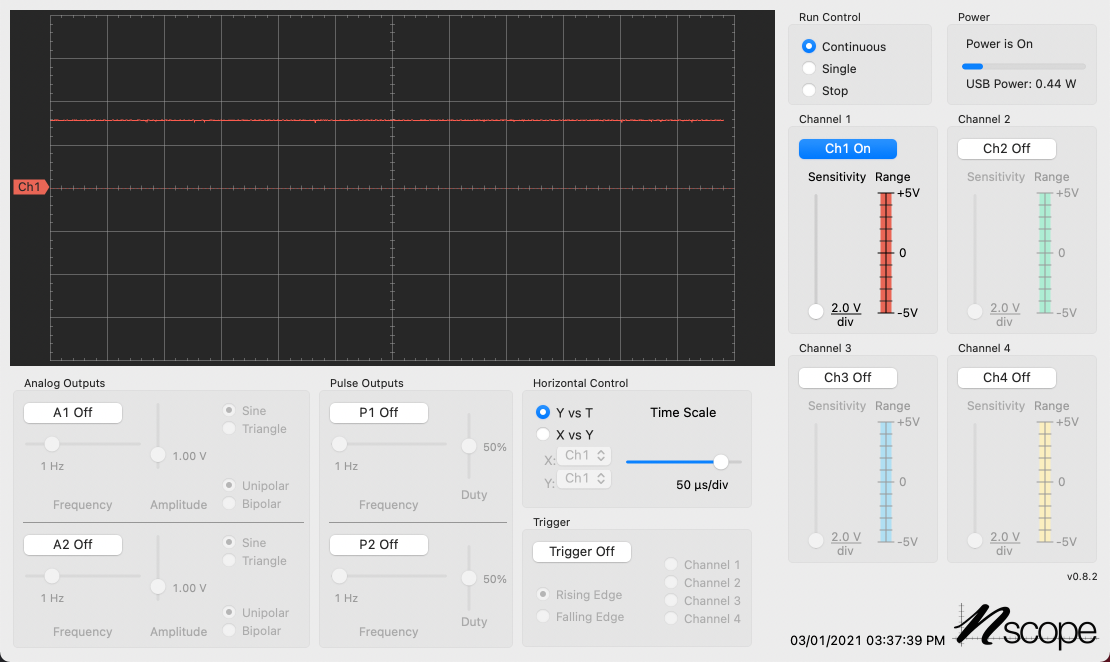 Ch1
Run Control
Continuous
Single
Stop
Power
Power is On
USB Power: 0.44 W
Channel 1
Ch1 On
Sensitivity Range
+5V
0
-5V
2.0 V
div
Channel 2
Ch2 Off
Sensitivity Range
+5V
0
-5V
2.0 V
div
Channel 3
Ch3 Off
Sensitivity Range
+5V
0
-5V
2.0 V
div
Channel 4
Ch4 Off
Sensitivity Range
+5V
0
-5V
2.0 V
div
Analog Outputs
A1 Off
1 Hz
Frequency
1.00 V
Amplitude
Sine
Triangle
Unipolar
Bipolar
A2 Off
1 Hz
Frequency
1.00 V
Amplitude
Sine
Triangle
Unipolar
Bipolar
Pulse Outputs
P1 Off
1 Hz
Frequency
50%
Duty
P2 Off
1 Hz
Frequency
50%
Duty
Horizontal Control
Y vs T
X vs Y
X: Ch1
Y: Ch1
Time Scale
50 µs/div
Trigger
Trigger Off
Rising Edge
Falling Edge
Channel 1
Channel 2
Channel 3
Channel 4
v0.8.2
03/01/2021 03:37:39 PM
nscope